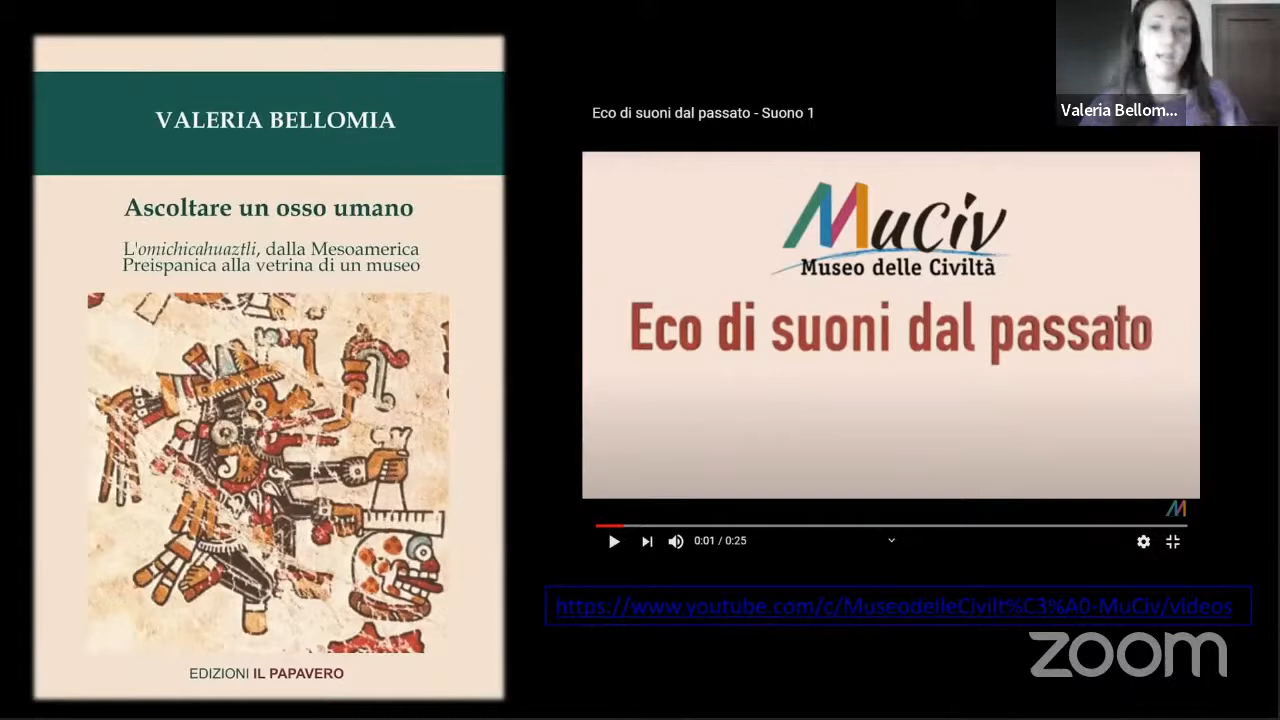 VALERIA BELLOMIA
Ascoltare un osso umano
L'omichicahuaztli, dalla Mesoamerica
Preispanica alla vetrina di un museo
EDIZIONI IL PAPAVERO
Eco di suoni dal passato - Suono 1
MuCiv
Museo delle Civiltà
Eco di suoni dal passato
0:01 / 0:25
https://www.youtube.com/c/MuseodelleCivilt%C3%A0-MuCiv/videos
Valeria Bellom...
zoom